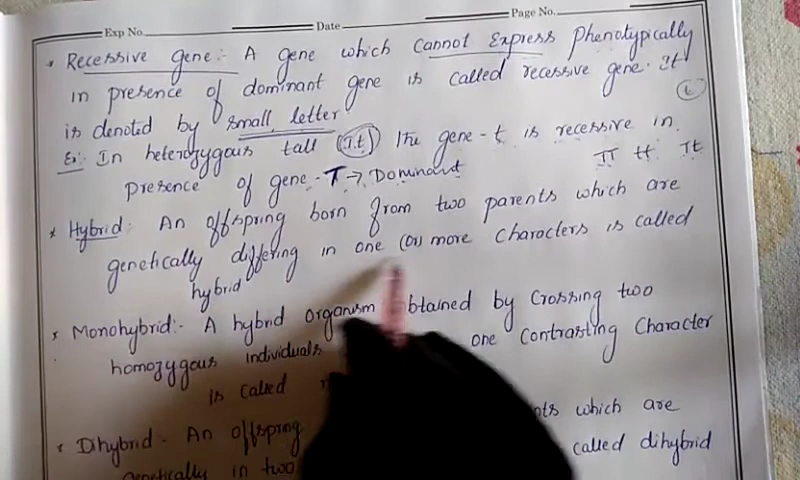 Exp No. Date Page No.
* Recessive gene:- A gene which cannot Express phenotypically
in presence of dominant gene is called recessive gene. It
is denoted by small letter. t
Ex: In heterozygous tall (T.t) The gene-t is recessive in
presence of gene-T→ Dominant TT tt Tt
* Hybrid: An offspring born from two parents which are
genetically differing in one (or) more characters is called
hybrid
* Monohybrid:- A hybrid organism obtained by crossing two
homozygous individuals one contrasting character
is called
* Dihybrid- An offspring which are
genetically in two called dihybrid